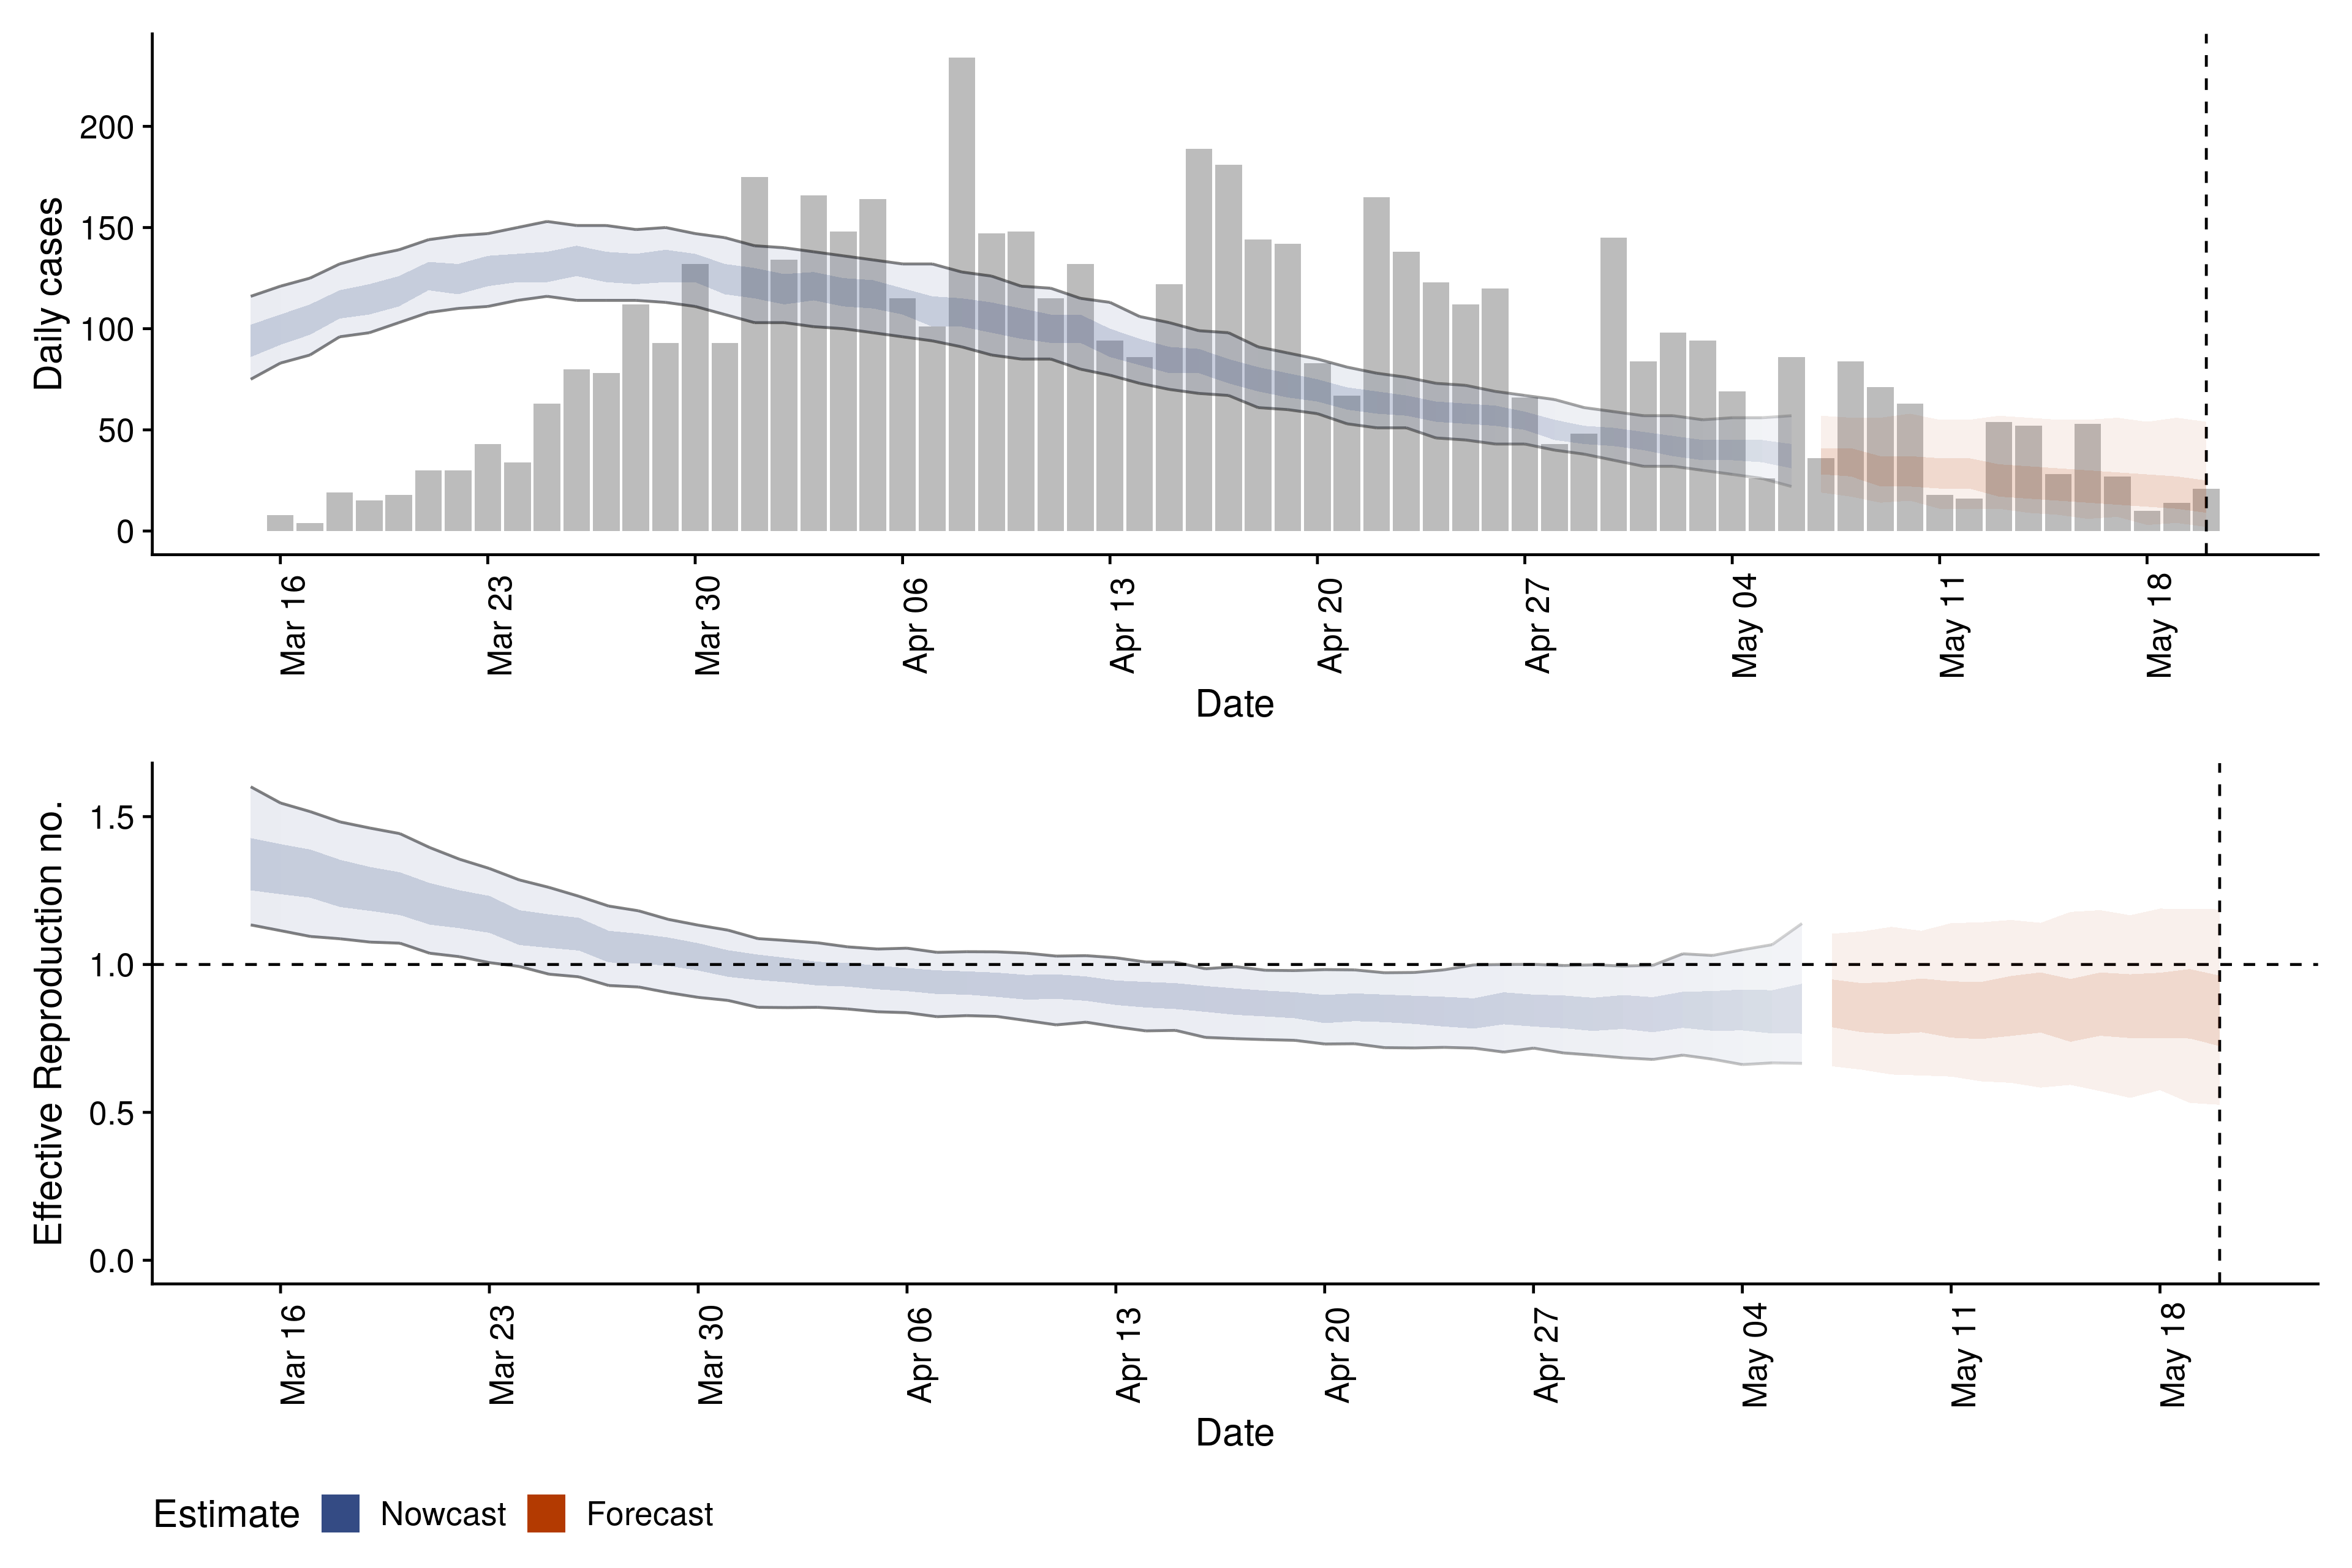 Daily cases
200
150
100
50
0
Mar 16
Mar 23
Mar 30
Apr 06
Apr 13
Apr 20
Apr 27
May 04
May 11
May 18
Date
Effective Reproduction no.
1.5
1.0
0.5
0.0
Mar 16
Mar 23
Mar 30
Apr 06
Apr 13
Apr 20
Apr 27
May 04
May 11
May 18
Date
Estimate Nowcast Forecast